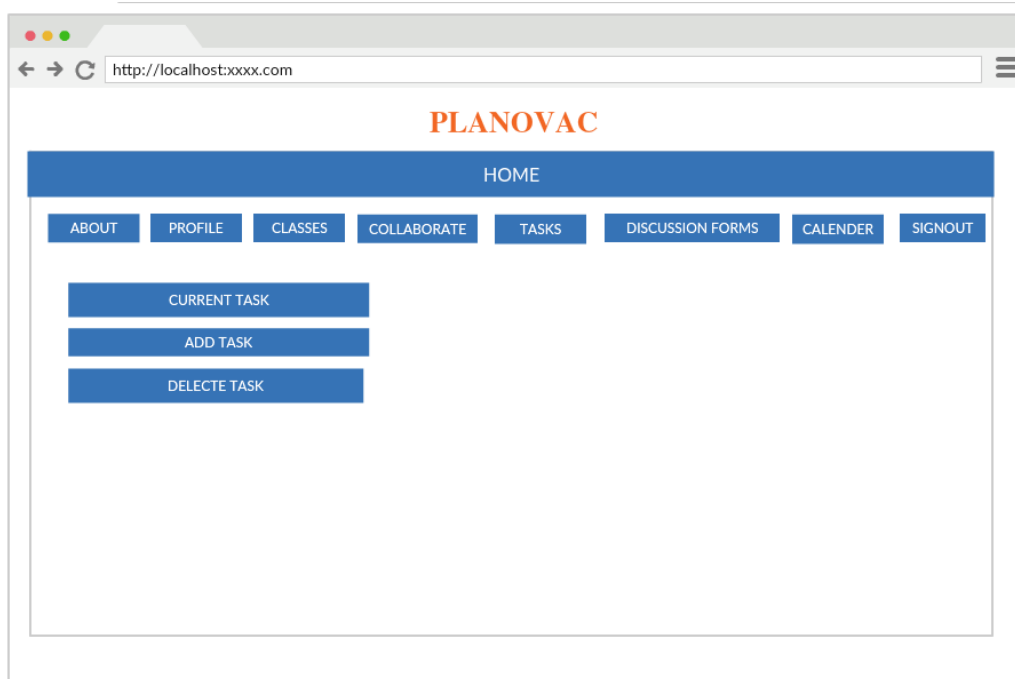 http://localhost:xxxx.com
PLANOVAC
HOME
ABOUT PROFILE CLASSES COLLABORATE TASKS DISCUSSION FORMS CALENDER SIGNOUT
CURRENT TASK
ADD TASK
DELECTE TASK